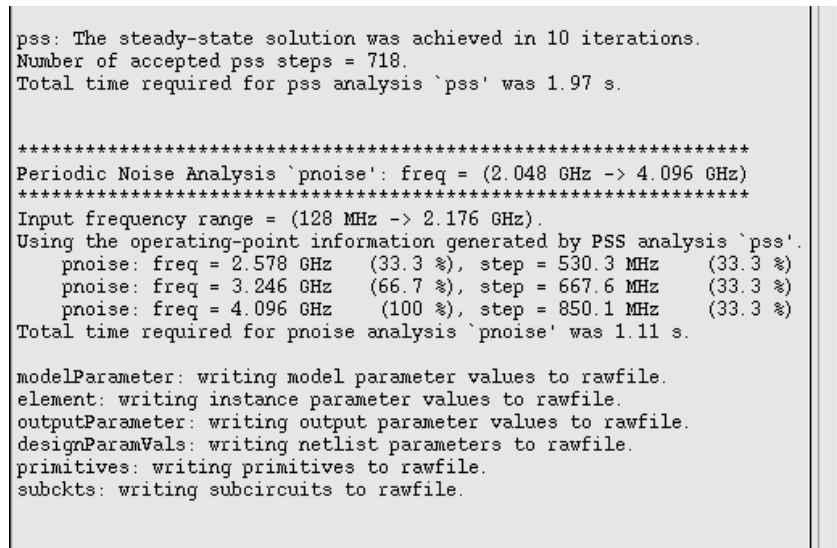 pss: The steady-state solution was achieved in 10 iterations.
Number of accepted pss steps = 718.
Total time required for pss analysis `pss' was 1.97 s.
*****************************************************************
Periodic Noise Analysis `pnoise': freq = (2.048 GHz -> 4.096 GHz)
*****************************************************************
Input frequency range = (128 MHz -> 2.176 GHz).
Using the operating-point information generated by PSS analysis `pss'.
    pnoise: freq = 2.578 GHz    (33.3 %), step = 530.3 MHz     (33.3 %)
    pnoise: freq = 3.246 GHz    (66.7 %), step = 667.6 MHz     (33.3 %)
    pnoise: freq = 4.096 GHz     (100 %), step = 850.1 MHz     (33.3 %)
Total time required for pnoise analysis `pnoise' was 1.11 s.
modelParameter: writing model parameter values to rawfile.
element: writing instance parameter values to rawfile.
outputParameter: writing output parameter values to rawfile.
designParamVals: writing netlist parameters to rawfile.
primitives: writing primitives to rawfile.
subckts: writing subcircuits to rawfile.